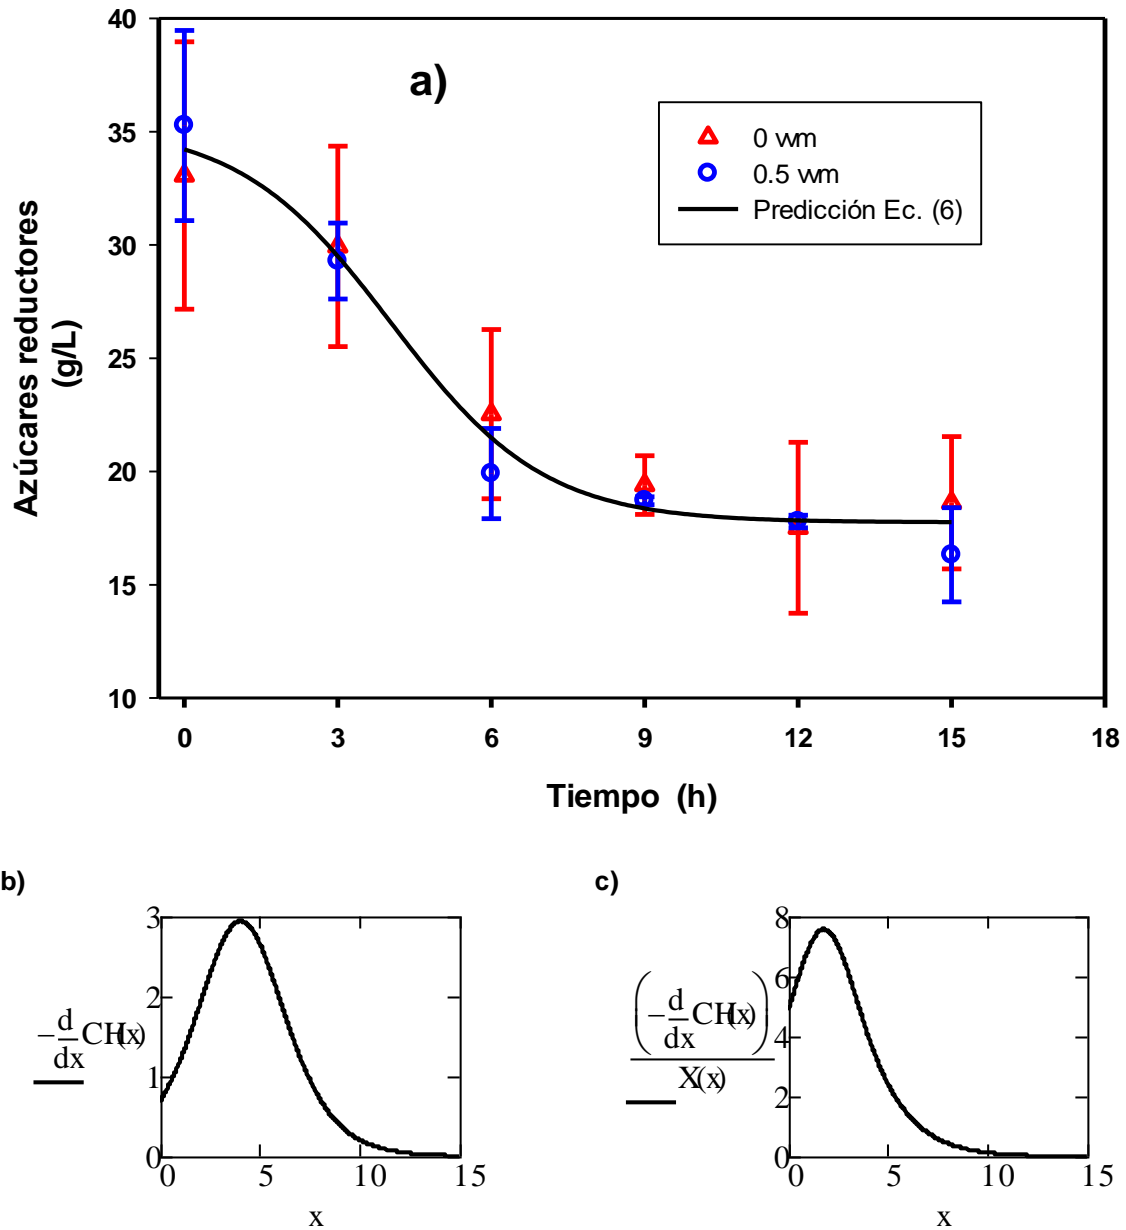 a)
40
35
30
25
20
15
10
Azúcares reductores
(g/L)
0 vvm
0.5 vvm
Predicción Ec. (6)
0 3 6 9 12 15 18
Tiempo (h)
b)
3
2
1
0
-d/dx CH(x)
0 5 10 15
x
c)
8
6
4
2
0
(-d/dx CH(x))
X(x)
0 5 10 15
x